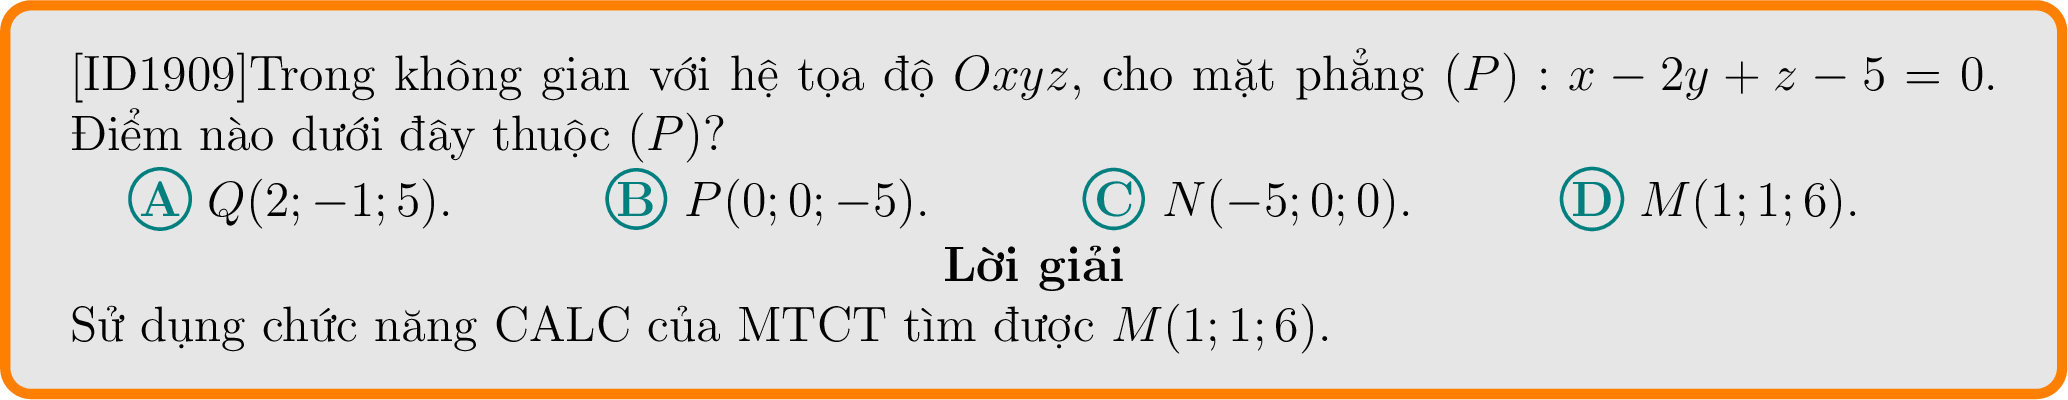 [ID1909]Trong không gian với hệ tọa độ Oxyz, cho mặt phẳng (P) : x − 2y + z − 5 = 0.
Điểm nào dưới đây thuộc (P)?
A Q(2; −1; 5). B P(0; 0; −5). C N(−5; 0; 0). D M(1; 1; 6).
Lời giải
Sử dụng chức năng CALC của MTCT tìm được M(1; 1; 6).